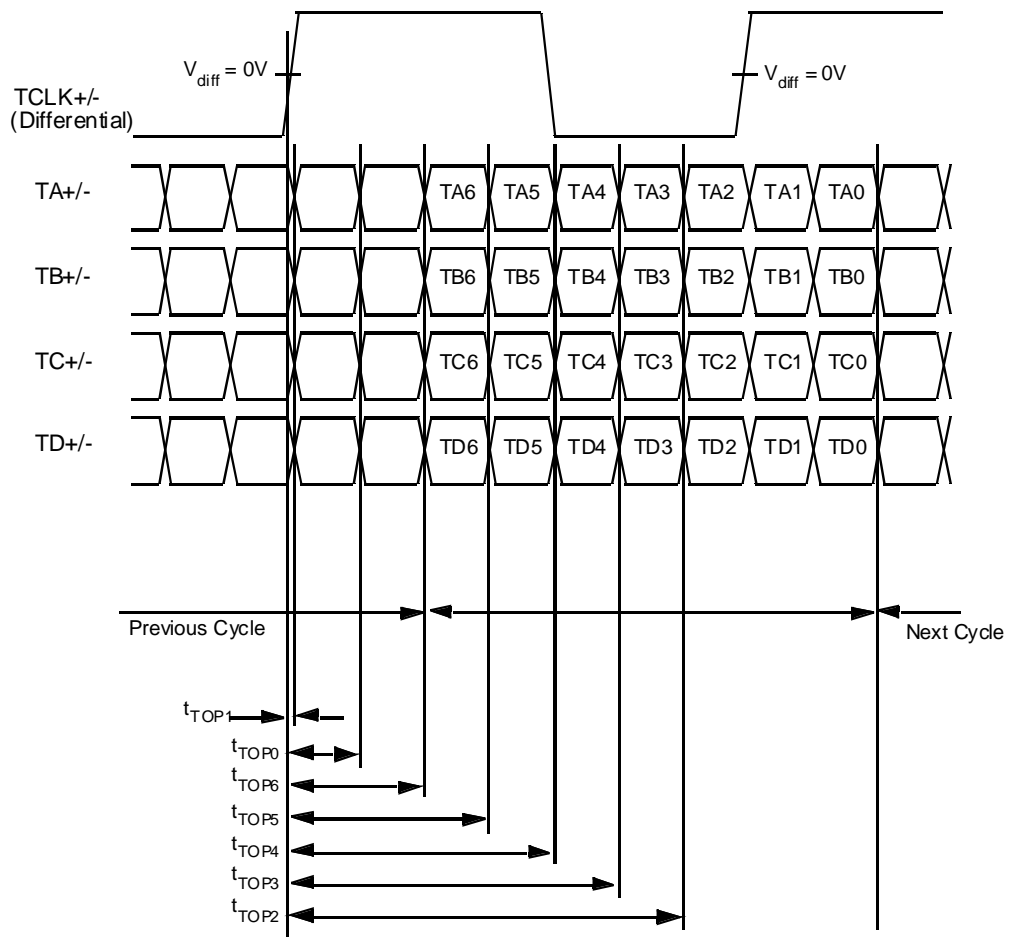 V_diff = 0V
V_diff = 0V
TCLK+/-
(Differential)
TA+/- TA6 TA5 TA4 TA3 TA2 TA1 TA0
TB+/- TB6 TB5 TB4 TB3 TB2 TB1 TB0
TC+/- TC6 TC5 TC4 TC3 TC2 TC1 TC0
TD+/- TD6 TD5 TD4 TD3 TD2 TD1 TD0
Previous Cycle
Next Cycle
t_TOP1
t_TOP0
t_TOP6
t_TOP5
t_TOP4
t_TOP3
t_TOP2